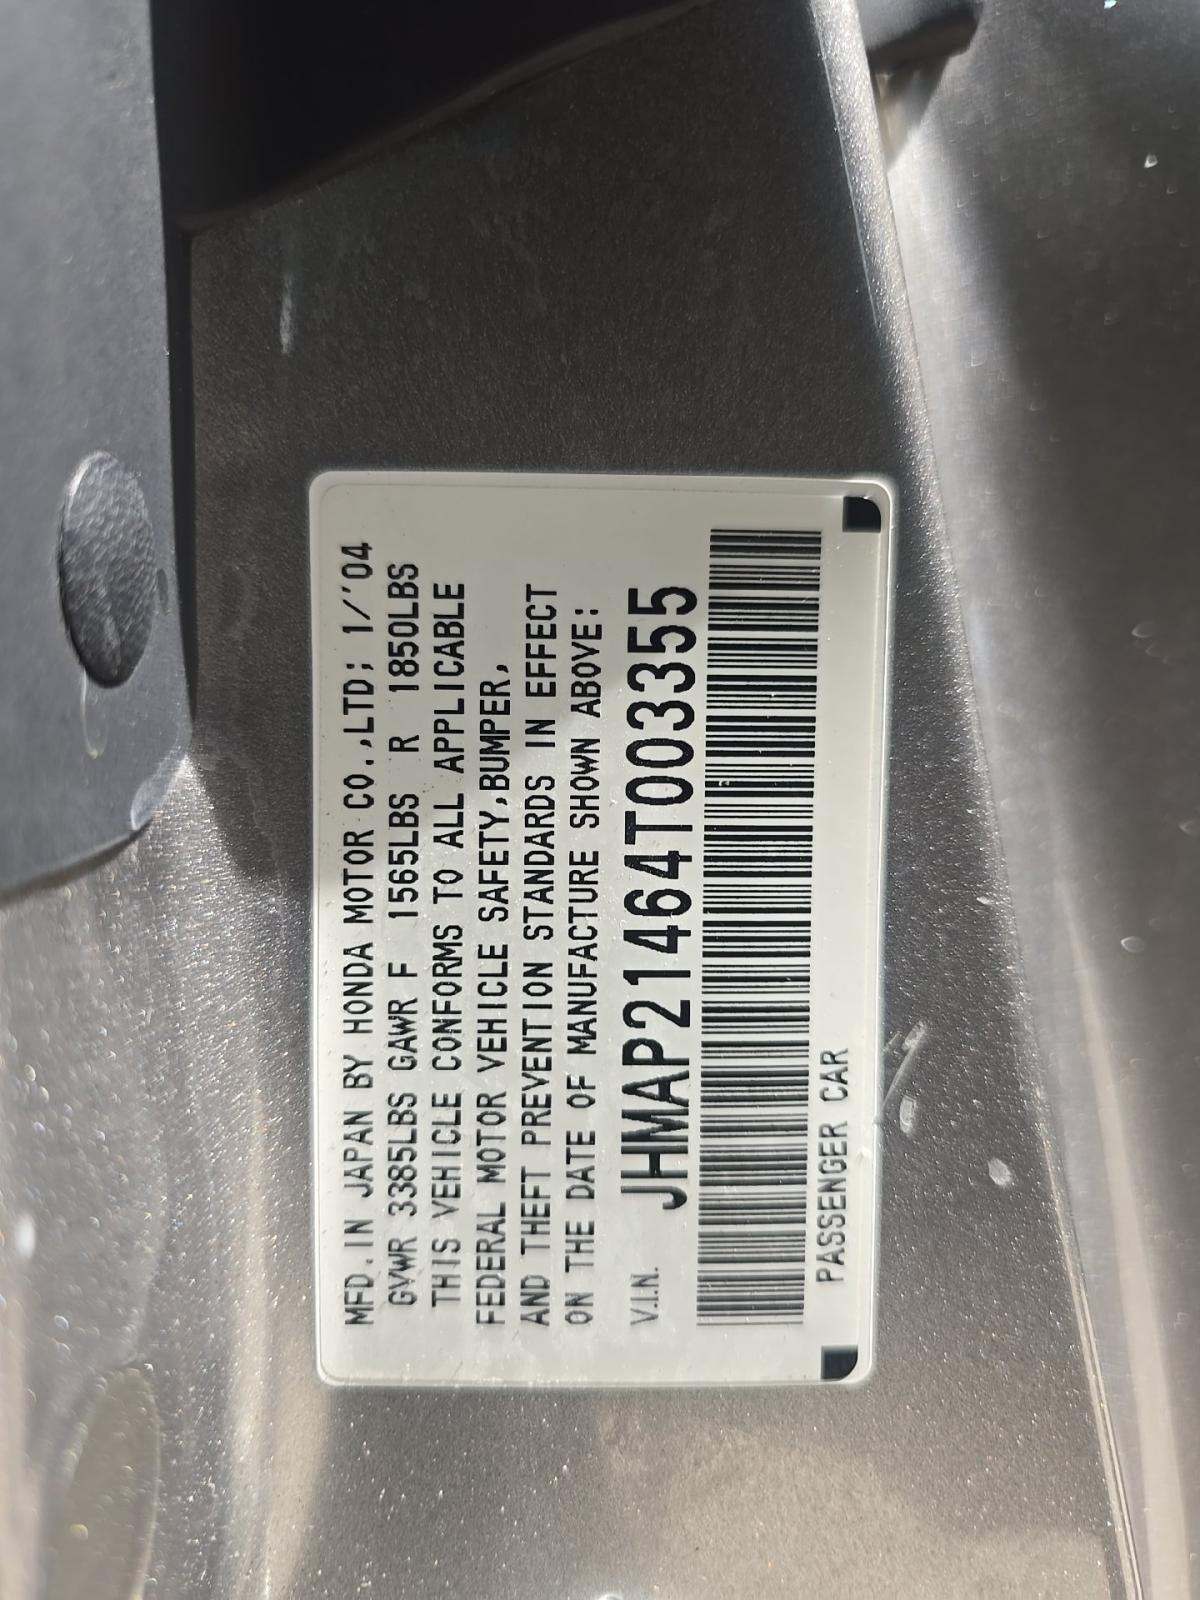 MFD.IN JAPAN BY HONDA MOTOR CO.,LTD; 1/'04
GVWR 3385LBS GAWR F 1565LBS R 1850LBS
THIS VEHICLE CONFORMS TO ALL APPLICABLE
FEDERAL MOTOR VEHICLE SAFETY,BUMPER,
AND THEFT PREVENTION STANDARDS IN EFFECT
ON THE DATE OF MANUFACTURE SHOWN ABOVE:
V.I.N. JHMAP21464T003355
PASSENGER CAR